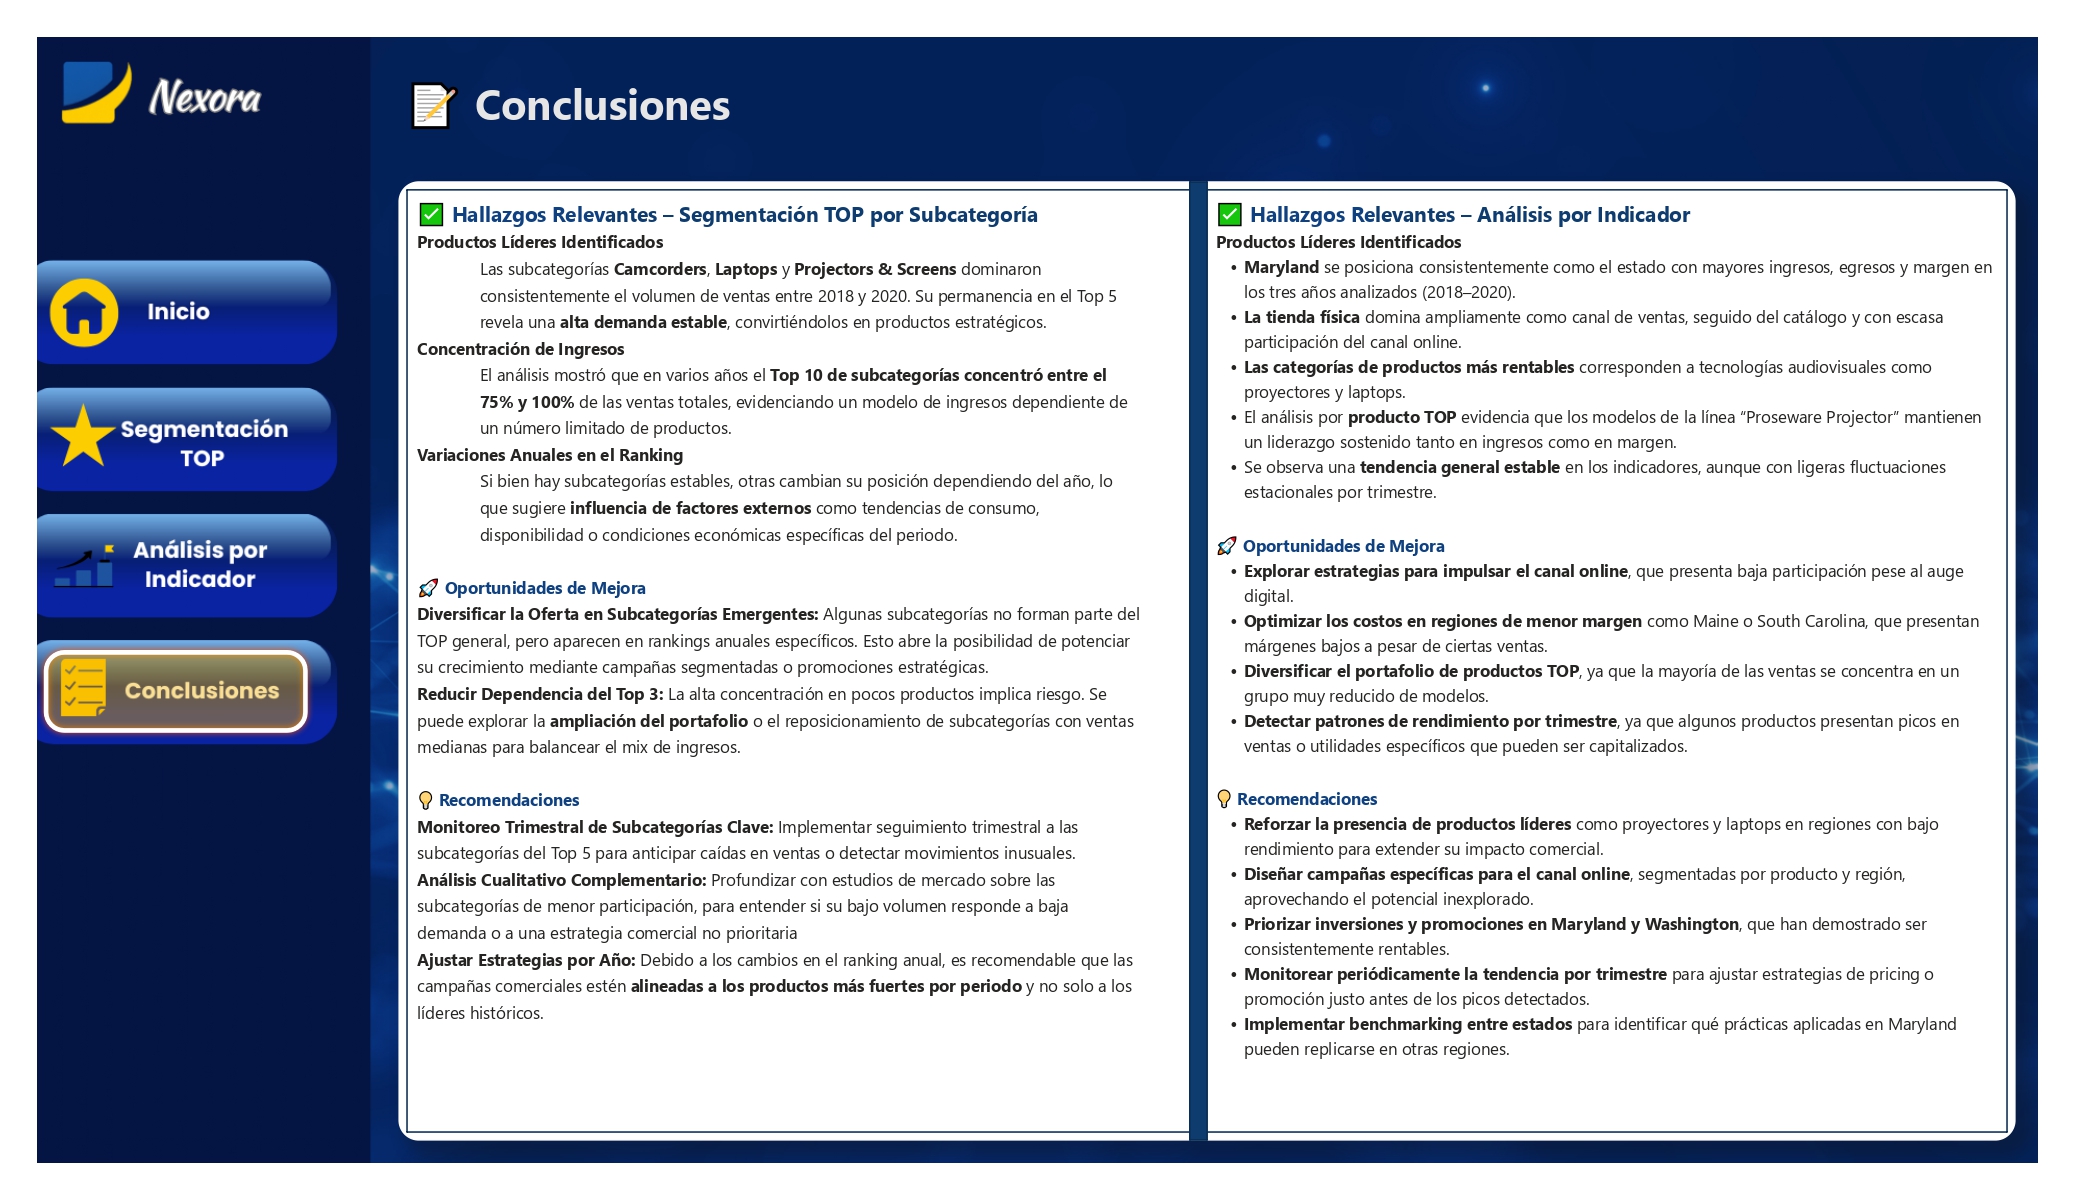 Nexora
Inicio
Segmentación
TOP
Análisis por
Indicador
Conclusiones
Conclusiones
Hallazgos Relevantes – Segmentación TOP por Subcategoría
Productos Líderes Identificados
Las subcategorías Camcorders, Laptops y Projectors & Screens dominaron
consistentemente el volumen de ventas entre 2018 y 2020. Su permanencia en el Top 5
revela una alta demanda estable, convirtiéndolos en productos estratégicos.
Concentración de Ingresos
El análisis mostró que en varios años el Top 10 de subcategorías concentró entre el
75% y 100% de las ventas totales, evidenciando un modelo de ingresos dependiente de
un número limitado de productos.
Variaciones Anuales en el Ranking
Si bien hay subcategorías estables, otras cambian su posición dependiendo del año, lo
que sugiere influencia de factores externos como tendencias de consumo,
disponibilidad o condiciones económicas específicas del periodo.
Oportunidades de Mejora
Diversificar la Oferta en Subcategorías Emergentes: Algunas subcategorías no forman parte del
TOP general, pero aparecen en rankings anuales específicos. Esto abre la posibilidad de potenciar
su crecimiento mediante campañas segmentadas o promociones estratégicas.
Reducir Dependencia del Top 3: La alta concentración en pocos productos implica riesgo. Se
puede explorar la ampliación del portafolio o el reposicionamiento de subcategorías con ventas
medianas para balancear el mix de ingresos.
Recomendaciones
Monitoreo Trimestral de Subcategorías Clave: Implementar seguimiento trimestral a las
subcategorías del Top 5 para anticipar caídas en ventas o detectar movimientos inusuales.
Análisis Cualitativo Complementario: Profundizar con estudios de mercado sobre las
subcategorías de menor participación, para entender si su bajo volumen responde a baja
demanda o a una estrategia comercial no prioritaria
Ajustar Estrategias por Año: Debido a los cambios en el ranking anual, es recomendable que las
campañas comerciales estén alineadas a los productos más fuertes por periodo y no solo a los
líderes históricos.
Hallazgos Relevantes – Análisis por Indicador
Productos Líderes Identificados
• Maryland se posiciona consistentemente como el estado con mayores ingresos, egresos y margen en
los tres años analizados (2018–2020).
• La tienda física domina ampliamente como canal de ventas, seguido del catálogo y con escasa
participación del canal online.
• Las categorías de productos más rentables corresponden a tecnologías audiovisuales como
proyectores y laptops.
• El análisis por producto TOP evidencia que los modelos de la línea “Proseware Projector” mantienen
un liderazgo sostenido tanto en ingresos como en margen.
• Se observa una tendencia general estable en los indicadores, aunque con ligeras fluctuaciones
estacionales por trimestre.
Oportunidades de Mejora
• Explorar estrategias para impulsar el canal online, que presenta baja participación pese al auge
digital.
• Optimizar los costos en regiones de menor margen como Maine o South Carolina, que presentan
márgenes bajos a pesar de ciertas ventas.
• Diversificar el portafolio de productos TOP, ya que la mayoría de las ventas se concentra en un
grupo muy reducido de modelos.
• Detectar patrones de rendimiento por trimestre, ya que algunos productos presentan picos en
ventas o utilidades específicos que pueden ser capitalizados.
Recomendaciones
• Reforzar la presencia de productos líderes como proyectores y laptops en regiones con bajo
rendimiento para extender su impacto comercial.
• Diseñar campañas específicas para el canal online, segmentadas por producto y región,
aprovechando el potencial inexplorado.
• Priorizar inversiones y promociones en Maryland y Washington, que han demostrado ser
consistentemente rentables.
• Monitorear periódicamente la tendencia por trimestre para ajustar estrategias de pricing o
promoción justo antes de los picos detectados.
• Implementar benchmarking entre estados para identificar qué prácticas aplicadas en Maryland
pueden replicarse en otras regiones.